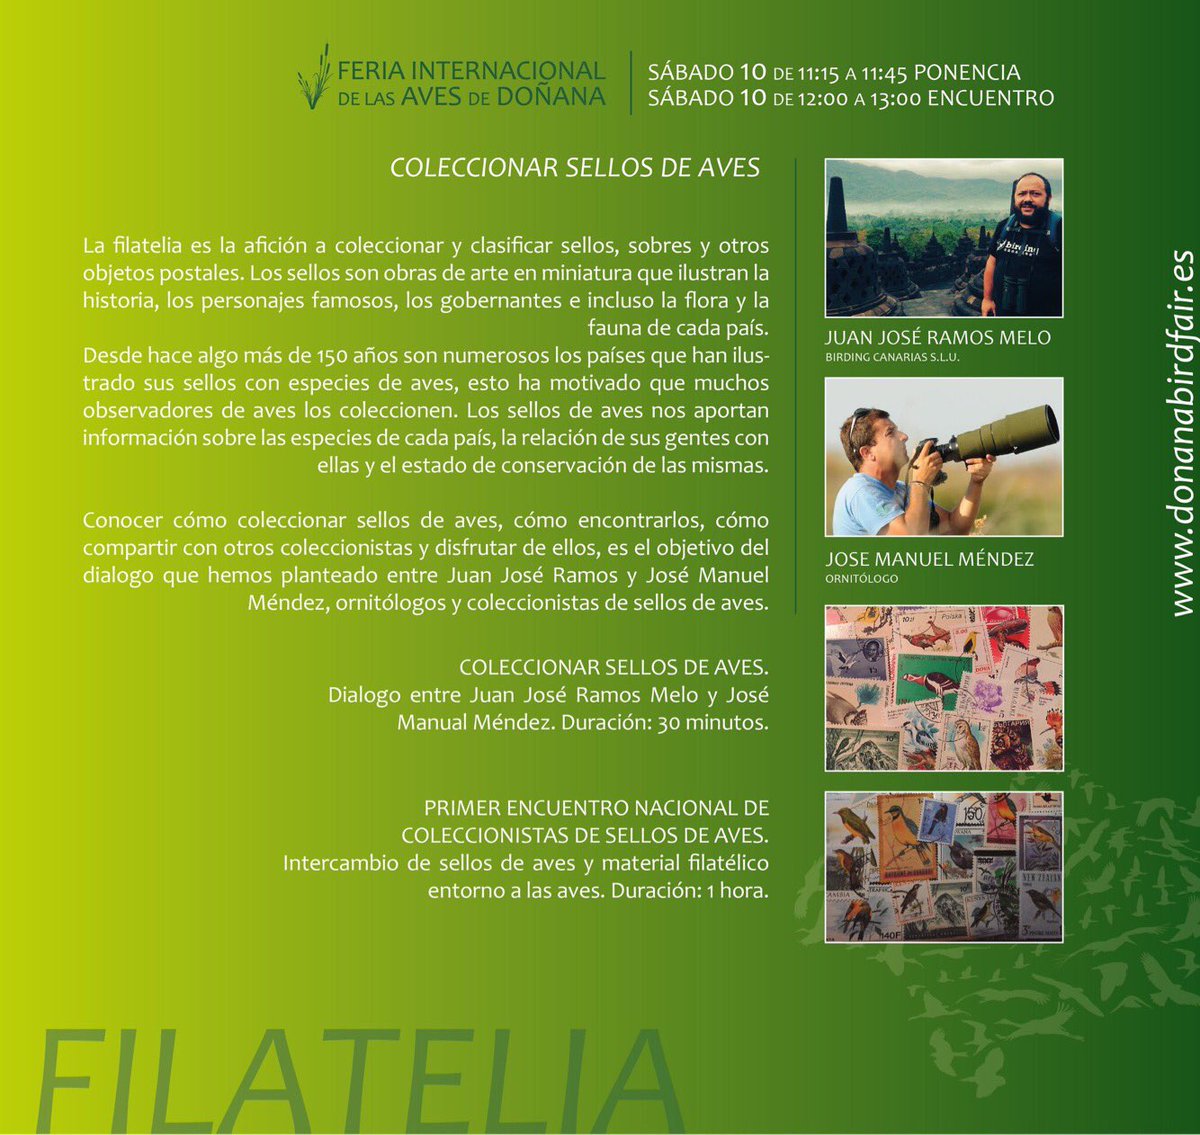 FERIA INTERNACIONAL
DE LAS AVES DE DOÑANA
SÁBADO 10 DE 11:15 A 11:45 PONENCIA
SÁBADO 10 DE 12:00 A 13:00 ENCUENTRO
COLECCIONAR SELLOS DE AVES
La filatelia es la afición a coleccionar y clasificar sellos, sobres y otros
objetos postales. Los sellos son obras de arte en miniatura que ilustran la
historia, los personajes famosos, los gobernantes e incluso la flora y la
fauna de cada país.
Desde hace algo más de 150 años son numerosos los países que han ilus-
trado sus sellos con especies de aves, esto ha motivado que muchos
observadores de aves los coleccionen. Los sellos de aves nos aportan
información sobre las especies de cada país, la relación de sus gentes con
ellas y el estado de conservación de las mismas.
Conocer cómo coleccionar sellos de aves, cómo encontrarlos, cómo
compartir con otros coleccionistas y disfrutar de ellos, es el objetivo del
dialogo que hemos planteado entre Juan José Ramos y José Manuel
Méndez, ornitólogos y coleccionistas de sellos de aves.
COLECCIONAR SELLOS DE AVES.
Dialogo entre Juan José Ramos Melo y José
Manual Méndez. Duración: 30 minutos.
PRIMER ENCUENTRO NACIONAL DE
COLECCIONISTAS DE SELLOS DE AVES.
Intercambio de sellos de aves y material filatélico
entorno a las aves. Duración: 1 hora.
JUAN JOSÉ RAMOS MELO
BIRDING CANARIAS S.L.U.
JOSE MANUEL MÉNDEZ
ORNITÓLOGO
10zł
Polska
150
NEW ZEALAN
140F
3c
www.donanabirdfair.es
FILATELIA